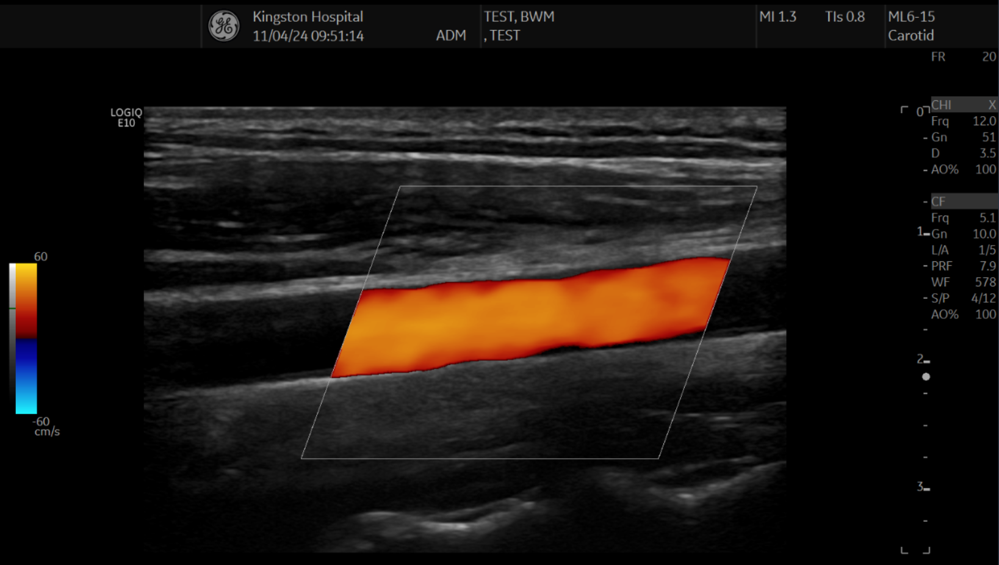 Kingston Hospital
11/04/24 09:51:14 ADM
TEST, BWM
, TEST
MI 1.3 TIs 0.8
ML6-15
Carotid
FR 20
LOGIQ
E10
CHI X
Frq 12.0
Gn 51
D 3.5
AO% 100
CF
Frq 5.1
Gn 10.0
L/A 1/5
PRF 7.9
WF 578
S/P 4/12
AO% 100
0
1
2
3
60
-60
cm/s